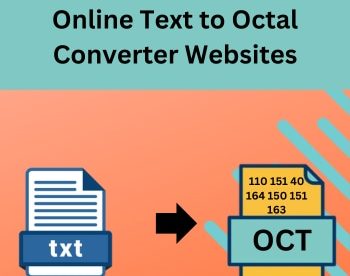 Online Text to Octal
Converter Websites
110 151 40
164 150 151
163
txt
OCT